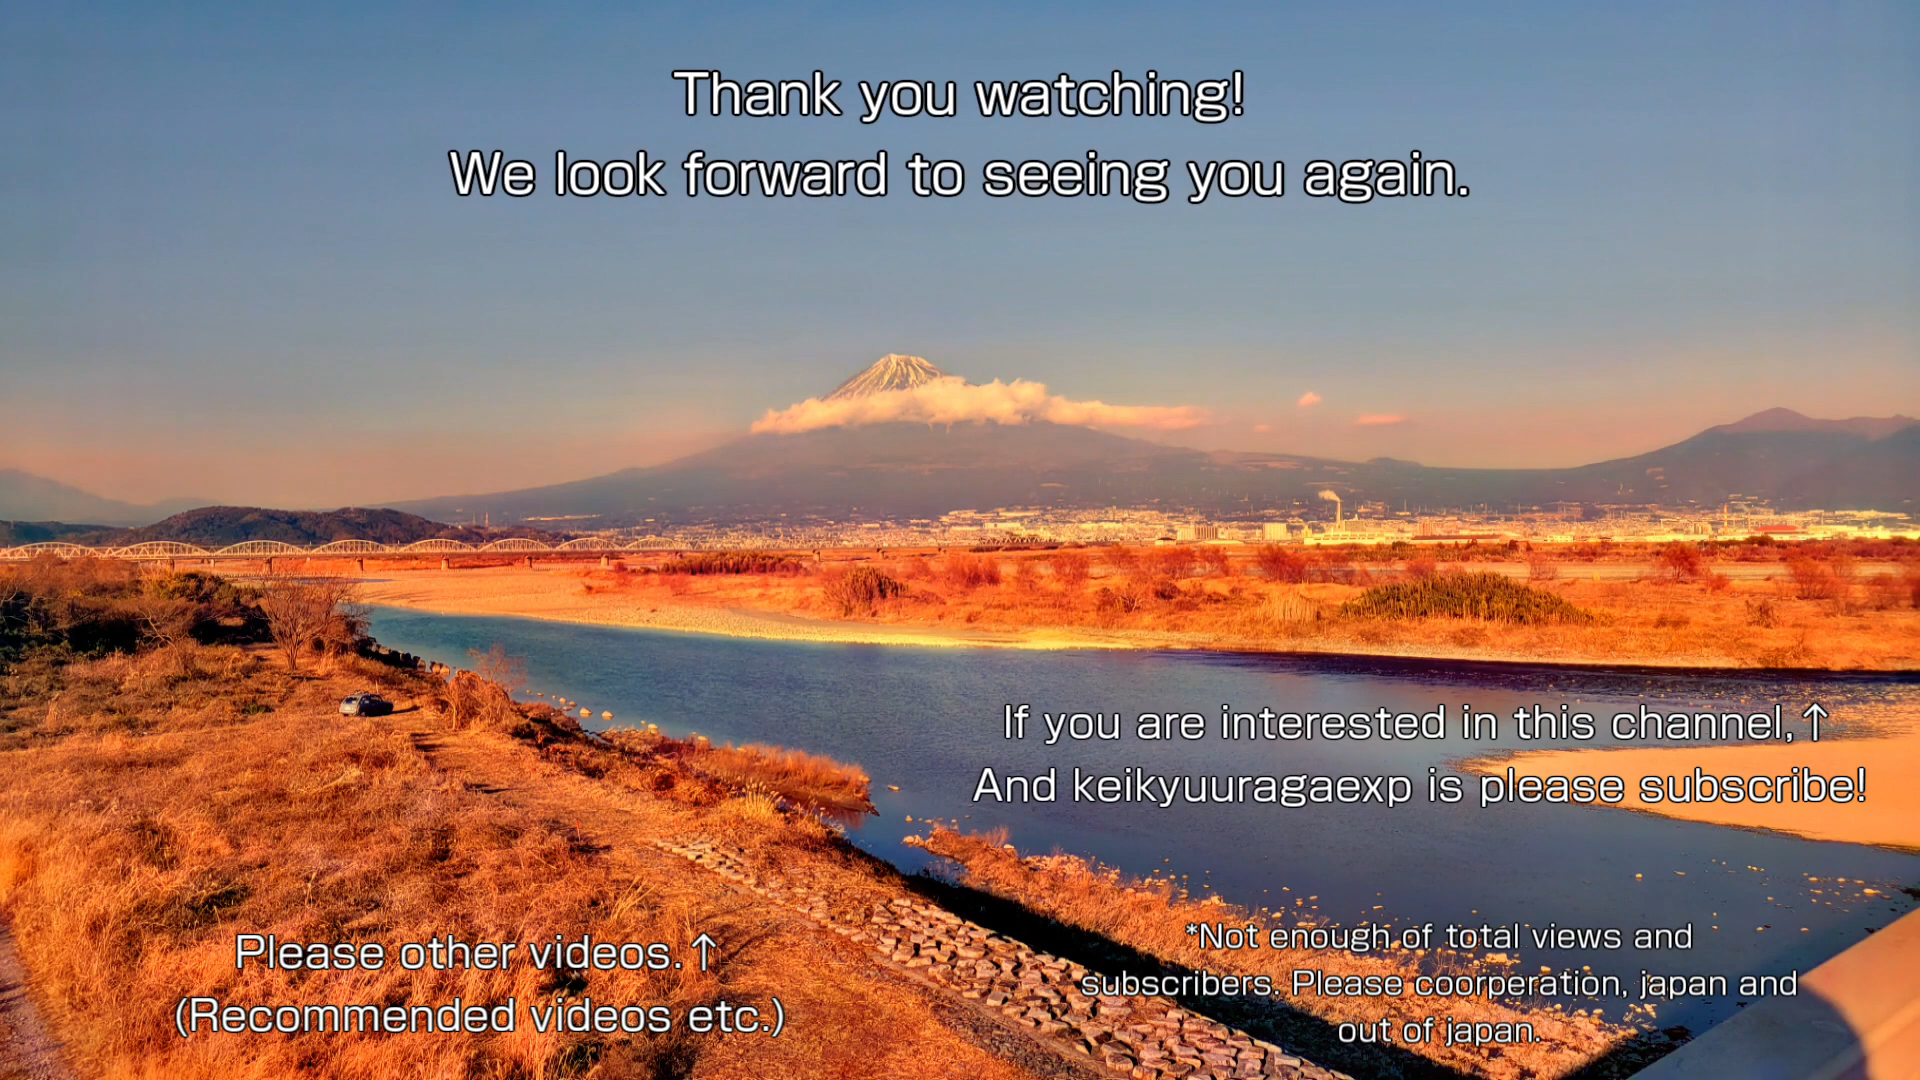 Thank you watching!
We look forward to seeing you again.
If you are interested in this channel,↑
And keikyuuragaexp is please subscribe!
Please other videos.↑
(Recommended videos etc.)
*Not enough of total views and
subscribers. Please coorperation, japan and
out of japan.